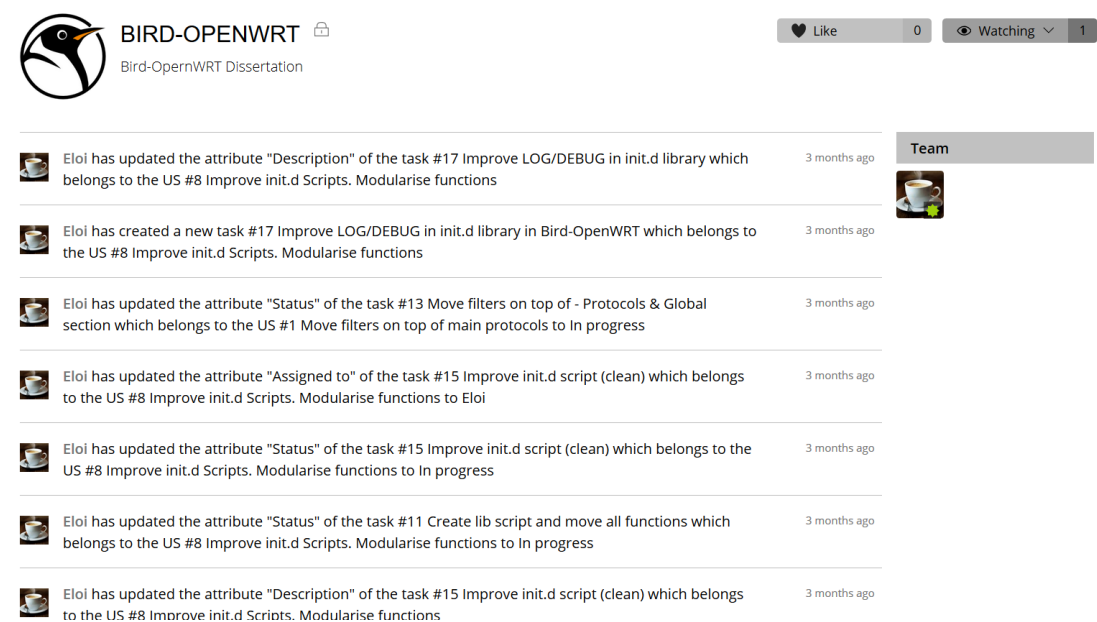 BIRD-OPENWRT
Like 0
Watching 1
Bird-OpernWRT Dissertation
Eloi has updated the attribute "Description" of the task #17 Improve LOG/DEBUG in init.d library which
belongs to the US #8 Improve init.d Scripts. Modularise functions
3 months ago
Team
Eloi has created a new task #17 Improve LOG/DEBUG in init.d library in Bird-OpenWRT which belongs to
the US #8 Improve init.d Scripts. Modularise functions
3 months ago
Eloi has updated the attribute "Status" of the task #13 Move filters on top of - Protocols & Global
section which belongs to the US #1 Move filters on top of main protocols to In progress
3 months ago
Eloi has updated the attribute "Assigned to" of the task #15 Improve init.d script (clean) which belongs
to the US #8 Improve init.d Scripts. Modularise functions to Eloi
3 months ago
Eloi has updated the attribute "Status" of the task #15 Improve init.d script (clean) which belongs to the
US #8 Improve init.d Scripts. Modularise functions to In progress
3 months ago
Eloi has updated the attribute "Status" of the task #11 Create lib script and move all functions which
belongs to the US #8 Improve init.d Scripts. Modularise functions to In progress
3 months ago
Eloi has updated the attribute "Description" of the task #15 Improve init.d script (clean) which belongs
to the US #8 Improve init.d Scripts. Modularise functions
3 months ago